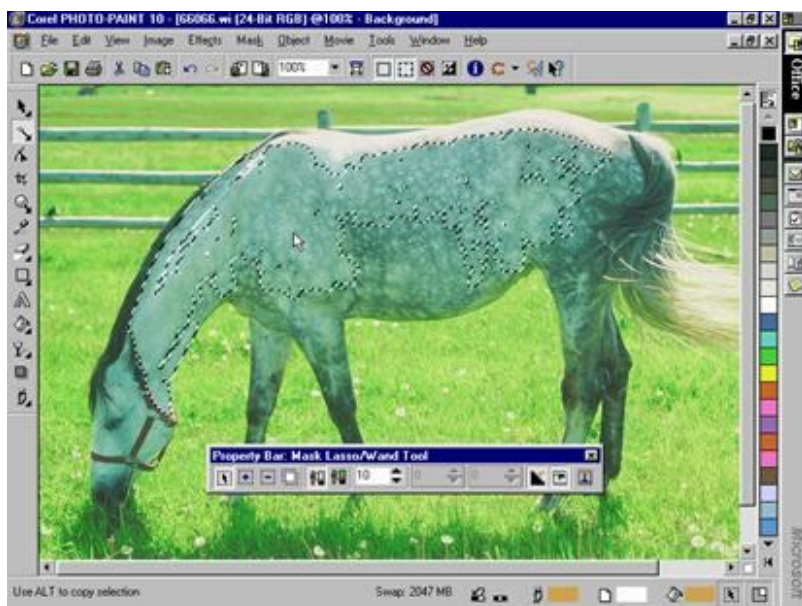 Corel PHOTO-PAINT 10 - [66066.wi [24-Bit RGB] @100% - Background]
File Edit View Image Effects Mask Object Movie Tools Window Help
100%
Office
Property Bar: Mask Lasso/Wand Tool
10
0
0
Microsoft
Use ALT to copy selection
Swap: 2047 MB